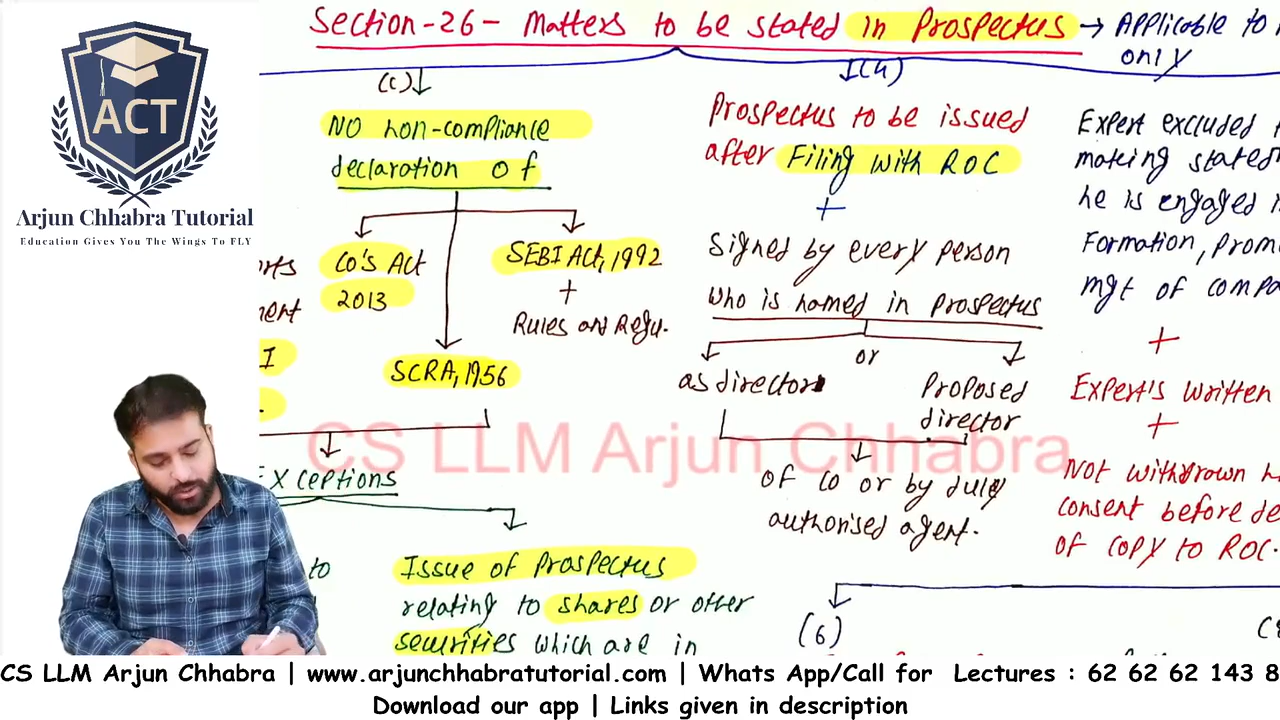 Section-26- Matters to be stated in Prospectus → Applicable to
only
(c)
NO non-compliance
declaration of
Co's Act
2013
SEBI Act, 1992
+
Rules and Regu.
SCRA, 1956
Exceptions
to
Issue of Prospectus
relating to shares or other
securities which are in
(4)
Prospectus to be issued
after Filing with ROC
+
Signed by every person
who is named in prospectus
or
as director
Proposed
director
of co or by duly
authorised agent.
Expert excluded
making stated
he is engaged
Formation, Prom
mgt of compa
+
Expert's written
+
Not withdrawn h
consent before de
of copy to ROC.
(6)
ACT
Arjun Chhabra Tutorial
Education Gives You The Wings To FLY
CS LLM Arjun Chhabra
CS LLM Arjun Chhabra | www.arjunchhabratutorial.com | Whats App/Call for Lectures : 62 62 62 143 8
Download our app | Links given in description